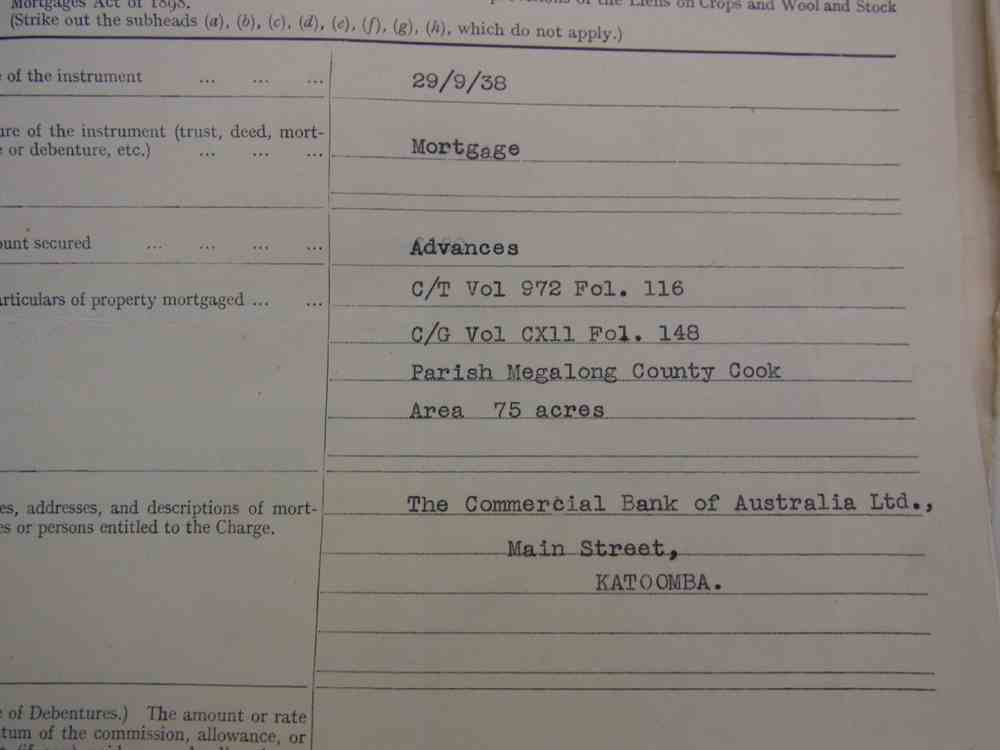 Mortgages Act of 1898. of the Liens on Crops and Wool and Stock
(Strike out the subheads (a), (b), (c), (d), (e), (f), (g), (h), which do not apply.)
of the instrument ... ... ... 29/9/38
ure of the instrument (trust, deed, mort-
or debenture, etc.) ... ... ... Mortgage
ount secured ... ... ... ... Advances
C/T Vol 972 Fol. 116
articulars of property mortgaged ... ...
C/G Vol CX11 Fol. 148
Parish Megalong County Cook
Area 75 acres
es, addresses, and descriptions of mort- The Commercial Bank of Australia Ltd.,
es or persons entitled to the Charge.
Main Street,
KATOOMBA.
of Debentures.) The amount or rate
tum of the commission, allowance, or